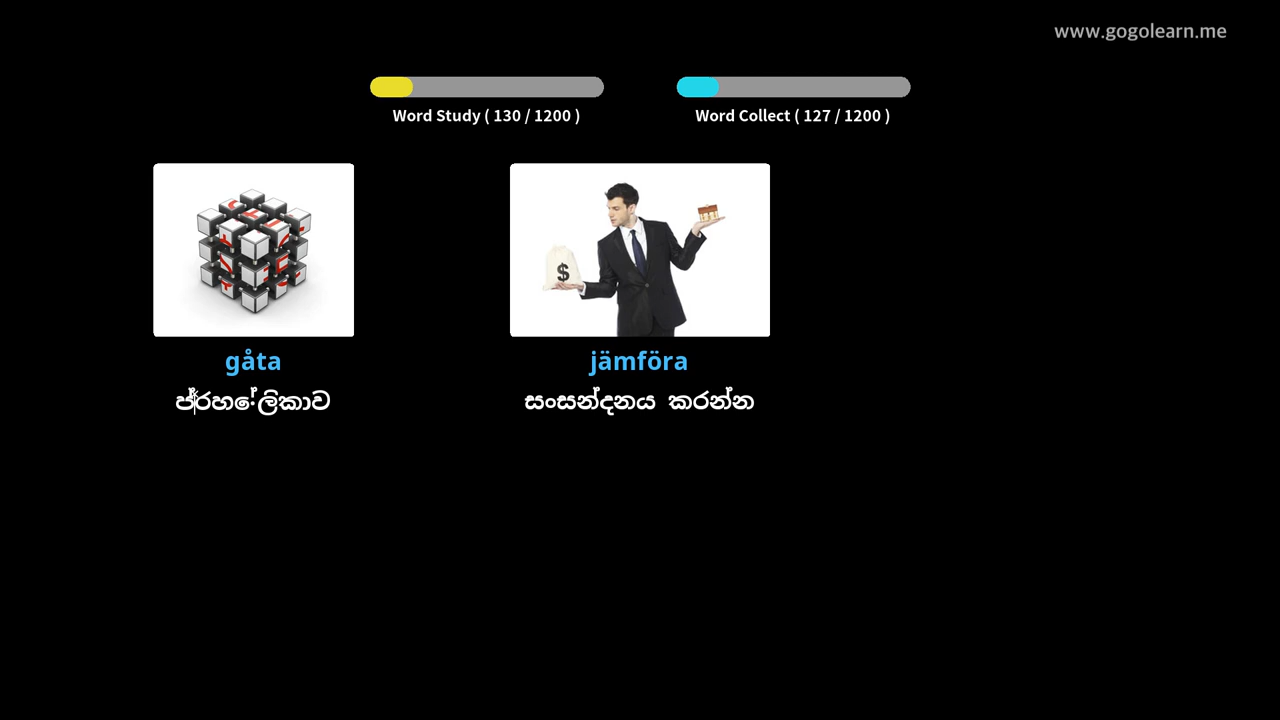 www.gogolearn.me
Word Study ( 130 / 1200 )
Word Collect ( 127 / 1200 )
$
gåta
ප්‍රහේලිකාව
jämföra
සංසන්දනය කරන්න